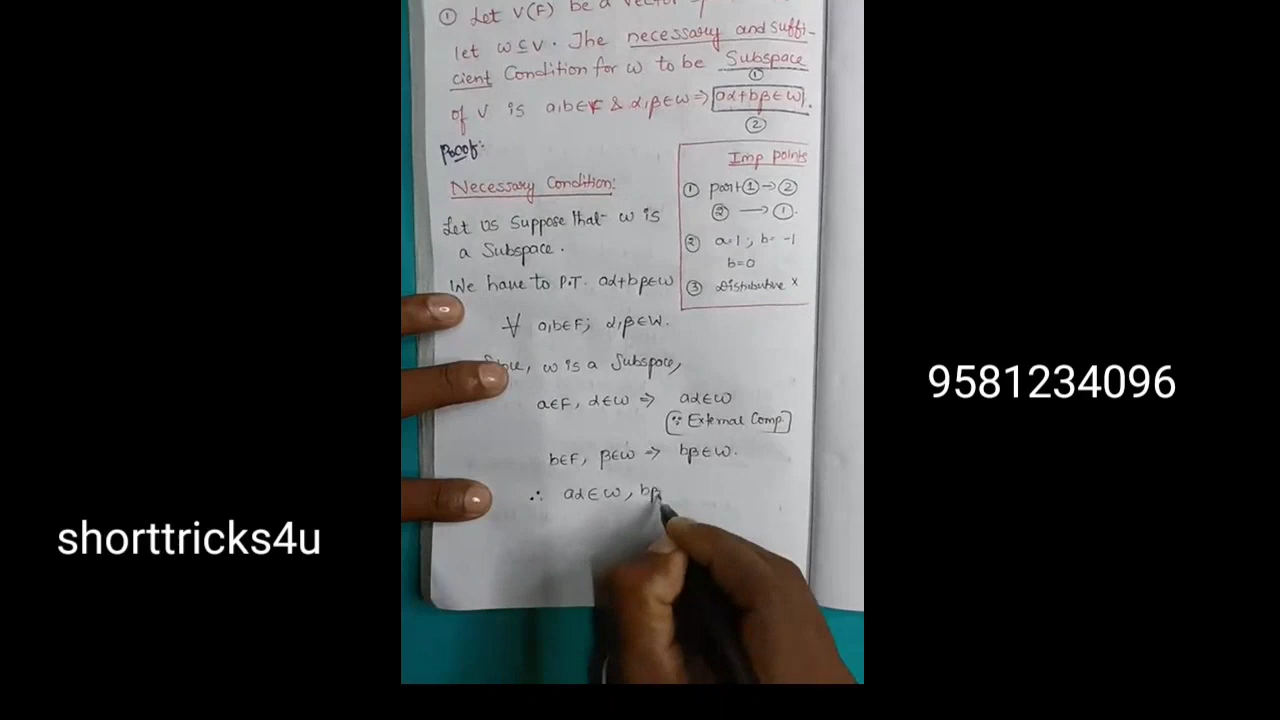 ① Let V(F) be a vector
let W ⊆ V. The necessary and suffi-
cient Condition for W to be Subspace
①
of V is a,b∈F & α,β∈W ⇒ aα+bβ∈W.
②
Proof:
Necessary Condition:
Let us suppose that W is
a Subspace.
We have to P.T. aα+bβ∈W
∀ a,b∈F; α,β∈W.
W is a Subspace,
a∈F, α∈W ⇒ aα∈W
[∵ External Comp]
b∈F, β∈W ⇒ bβ∈W.
∴ aα∈W, bβ
Imp points
① part ① → ②
② → ①.
② a=1; b=-1
b=0
③ Distributive x
shorttricks4u
9581234096